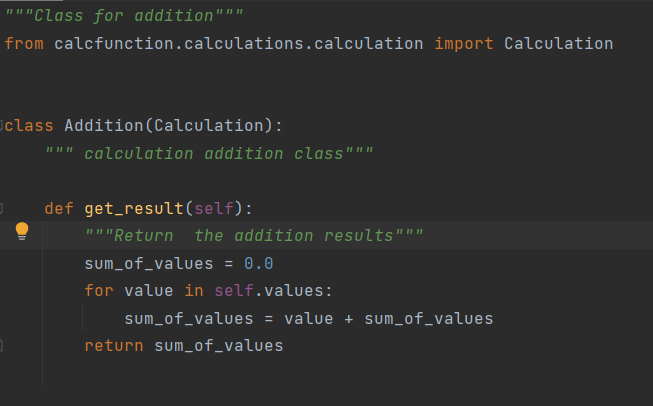 """Class for addition"""
from calcfunction.calculations.calculation import Calculation
class Addition(Calculation):
""" calculation addition class"""
def get_result(self):
"""Return  the addition results"""
sum_of_values = 0.0
for value in self.values:
sum_of_values = value + sum_of_values
return sum_of_values